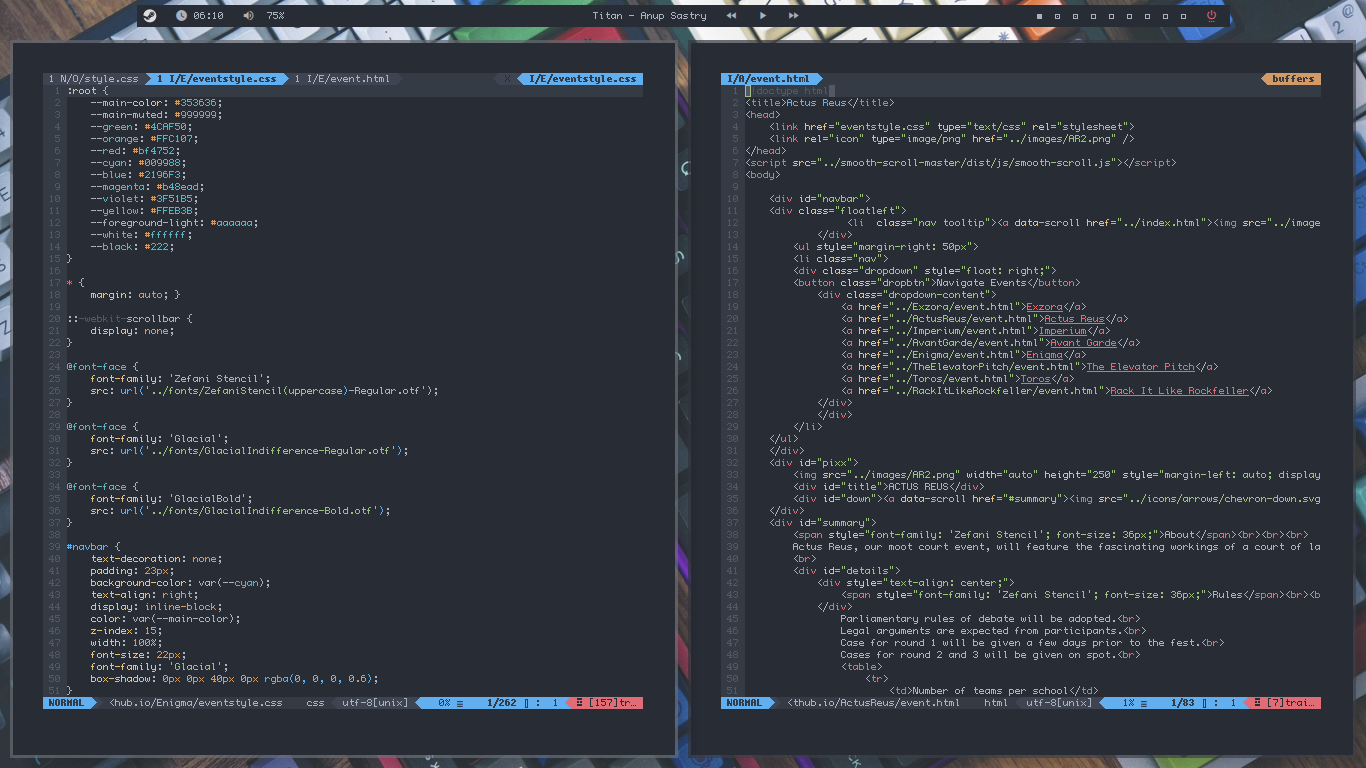 06:10 75% Titan - Anup Sastry
1 N/O/style.css 1 I/E/eventstyle.css 1 I/E/event.html X I/E/eventstyle.css
1 :root {
2 --main-color: #353636;
3 --main-muted: #999999;
4 --green: #4CAF50;
5 --orange: #FFC107;
6 --red: #bf4752;
7 --cyan: #009988;
8 --blue: #2196F3;
9 --magenta: #b48ead;
10 --violet: #3F51B5;
11 --yellow: #FFEB3B;
12 --foreground-light: #aaaaaa;
13 --white: #ffffff;
14 --black: #222;
15 }
16
17 * {
18 margin: auto; }
19
20 ::-webkit-scrollbar {
21 display: none;
22 }
23
24 @font-face {
25 font-family: 'Zefani Stencil';
26 src: url('../fonts/ZefaniStencil(uppercase)-Regular.otf');
27 }
28
29 @font-face {
30 font-family: 'Glacial';
31 src: url('../fonts/GlacialIndifference-Regular.otf');
32 }
33
34 @font-face {
35 font-family: 'GlacialBold';
36 src: url('../fonts/GlacialIndifference-Bold.otf');
37 }
38
39 #navbar {
40 text-decoration: none;
41 padding: 23px;
42 background-color: var(--cyan);
43 text-align: right;
44 display: inline-block;
45 color: var(--main-color);
46 z-index: 15;
47 width: 100%;
48 font-size: 22px;
49 font-family: 'Glacial';
50 box-shadow: 0px 0px 40px 0px rgba(0, 0, 0, 0.6);
51 }
NORMAL <hub.io/Enigma/eventstyle.css css utf-8[unix] 0% ≡ 1/262 : 1 [157]tr…
I/A/event.html buffers
1 <!doctype html>
2 <title>Actus Reus</title>
3 <head>
4 <link href="eventstyle.css" type="text/css" rel="stylesheet">
5 <link rel="icon" type="image/png" href="../images/AR2.png" />
6 </head>
7 <script src="../smooth-scroll-master/dist/js/smooth-scroll.js"></script>
8 <body>
9
10 <div id="navbar">
11 <div class="floatleft">
12 <li class="nav tooltip"><a data-scroll href="../index.html"><img src="../image
13 </div>
14 <ul style="margin-right: 50px">
15 <li class="nav">
16 <div class="dropdown" style="float: right;">
17 <button class="dropbtn">Navigate Events</button>
18 <div class="dropdown-content">
19 <a href="../Exzora/event.html">Exzora</a>
20 <a href="../ActusReus/event.html">Actus Reus</a>
21 <a href="../Imperium/event.html">Imperium</a>
22 <a href="../AvantGarde/event.html">Avant Garde</a>
23 <a href="../Enigma/event.html">Enigma</a>
24 <a href="../TheElevatorPitch/event.html">The Elevator Pitch</a>
25 <a href="../Toros/event.html">Toros</a>
26 <a href="../RackItLikeRockfeller/event.html">Rack It Like Rockfeller</a>
27 </div>
28 </div>
29 </li>
30 </ul>
31 </div>
32 <div id="pixx">
33 <img src="../images/AR2.png" width="auto" height="250" style="margin-left: auto; display
34 <div id="title">ACTUS REUS</div>
35 <div id="down"><a data-scroll href="#summary"><img src="../icons/arrows/chevron-down.svg
36 </div>
37 <div id="summary">
38 <span style="font-family: 'Zefani Stencil'; font-size: 36px;">About</span><br><br><br>
39 Actus Reus, our moot court event, will feature the fascinating workings of a court of la
40 <br>
41 <div id="details">
42 <div style="text-align: center;">
43 <span style="font-family: 'Zefani Stencil'; font-size: 36px;">Rules</span><br><b
44 </div>
45 Parliamentary rules of debate will be adopted.<br>
46 Legal arguments are expected from participants.<br>
47 Case for round 1 will be given a few days prior to the fest.<br>
48 Cases for round 2 and 3 will be given on spot.<br>
49 <table>
50 <tr>
51 <td>Number of teams per school</td>
NORMAL <thub.io/ActusReus/event.html html utf-8[unix] 1% ≡ 1/83 : 1 [7]trai…